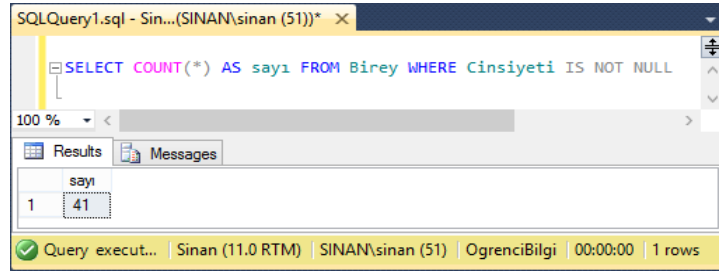 SQLQuery1.sql - Sin...(SINAN\sinan (51))* ×
SELECT COUNT(*) AS sayı FROM Birey WHERE Cinsiyeti IS NOT NULL
100 %
Results Messages
sayı
1 41
Query execut... Sinan (11.0 RTM) SINAN\sinan (51) OgrenciBilgi 00:00:00 1 rows